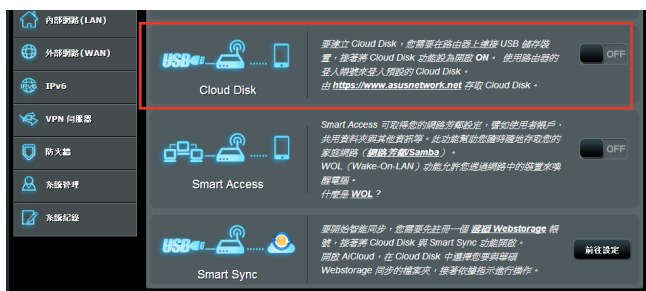 內部網路(LAN)
外部網路(WAN)
IPv6
VPN 伺服器
防火牆
系統管理
系統紀錄
USB
Cloud Disk
要建立 Cloud Disk，您需要在路由器上連接 USB 儲存裝
置，接著將 Cloud Disk 功能設為開啟 ON。 使用路由器的
登入帳號來登入預設的 Cloud Disk。
由 https://www.asusnetwork.net 存取 Cloud Disk。
OFF
Smart Access
Smart Access 可取得您的網路芳鄰設定，譬如使用者帳戶、
共用資料夾與其他資訊等。此功能幫助您隨時隨地存取您的
家庭網路（網路芳鄰/Samba）。
WOL（Wake-On-LAN）功能允許您透過網路中的裝置來喚
醒電腦。
什麼是 WOL？
OFF
USB
Smart Sync
要開始智能同步，您需要先註冊一個 華碩 Webstorage 帳
號，接著將 Cloud Disk 與 Smart Sync 功能開啟。
開啟 AiCloud，在 Cloud Disk 中選擇您要與華碩
Webstorage 同步的檔案夾，接著依據指示進行操作。
前往設定